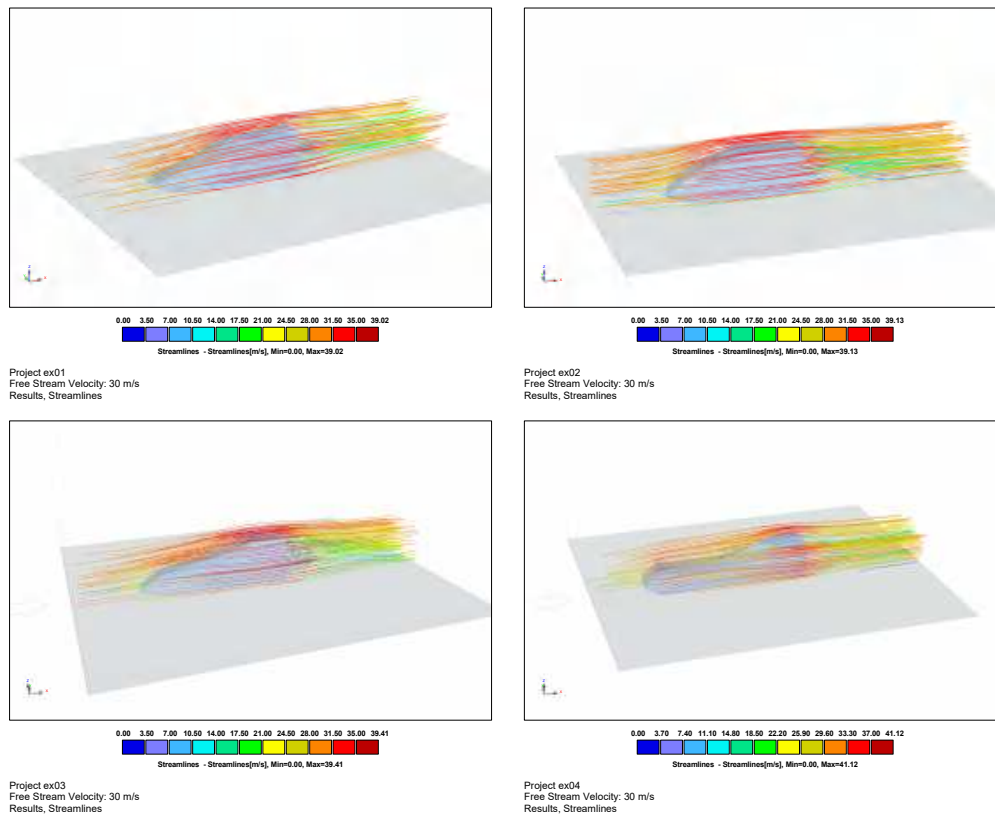 0.00 3.50 7.00 10.50 14.00 17.50 21.00 24.50 28.00 31.50 35.00 39.02
Streamlines - Streamlines[m/s], Min=0.00, Max=39.02
Project ex01
Free Stream Velocity: 30 m/s
Results, Streamlines
0.00 3.50 7.00 10.50 14.00 17.50 21.00 24.50 28.00 31.50 35.00 39.13
Streamlines - Streamlines[m/s], Min=0.00, Max=39.13
Project ex02
Free Stream Velocity: 30 m/s
Results, Streamlines
0.00 3.50 7.00 10.50 14.00 17.50 21.00 24.50 28.00 31.50 35.00 39.41
Streamlines - Streamlines[m/s], Min=0.00, Max=39.41
Project ex03
Free Stream Velocity: 30 m/s
Results, Streamlines
0.00 3.70 7.40 11.10 14.80 18.50 22.20 25.90 29.60 33.30 37.00 41.12
Streamlines - Streamlines[m/s], Min=0.00, Max=41.12
Project ex04
Free Stream Velocity: 30 m/s
Results, Streamlines